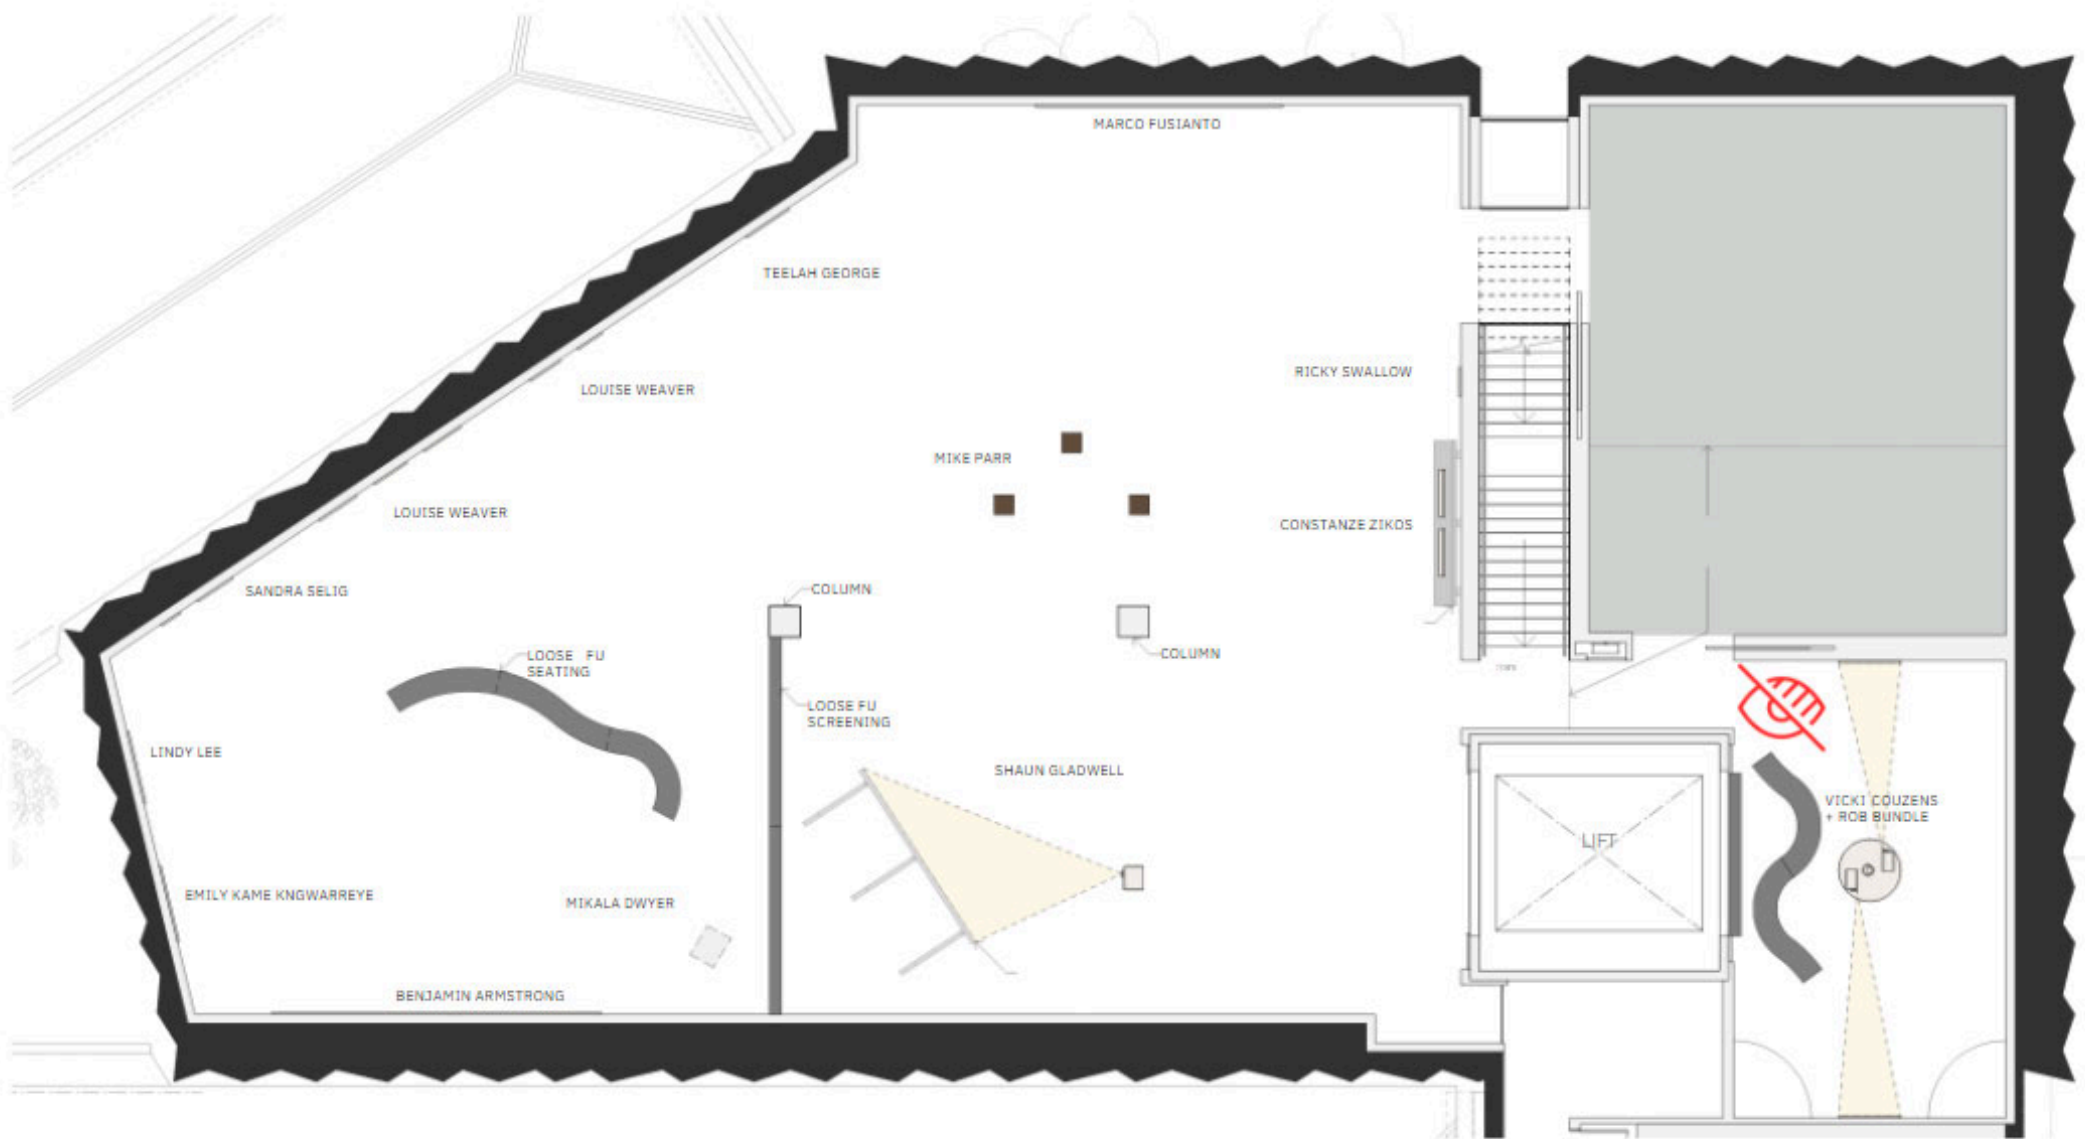 MARCO FUSIANTO
TEELAH GEORGE
RICKY SWALLOW
LOUISE WEAVER
MIKE PARR
LOUISE WEAVER
CONSTANZE ZIKOS
SANDRA SELIG
COLUMN
COLUMN
LOOSE FU
SEATING
LOOSE FU
SCREENING
LINDY LEE
SHAUN GLADWELL
VICKI COUZENS
+ ROB BUNDLE
LIFT
EMILY KAME KNGWARREYE
MIKALA DWYER
BENJAMIN ARMSTRONG